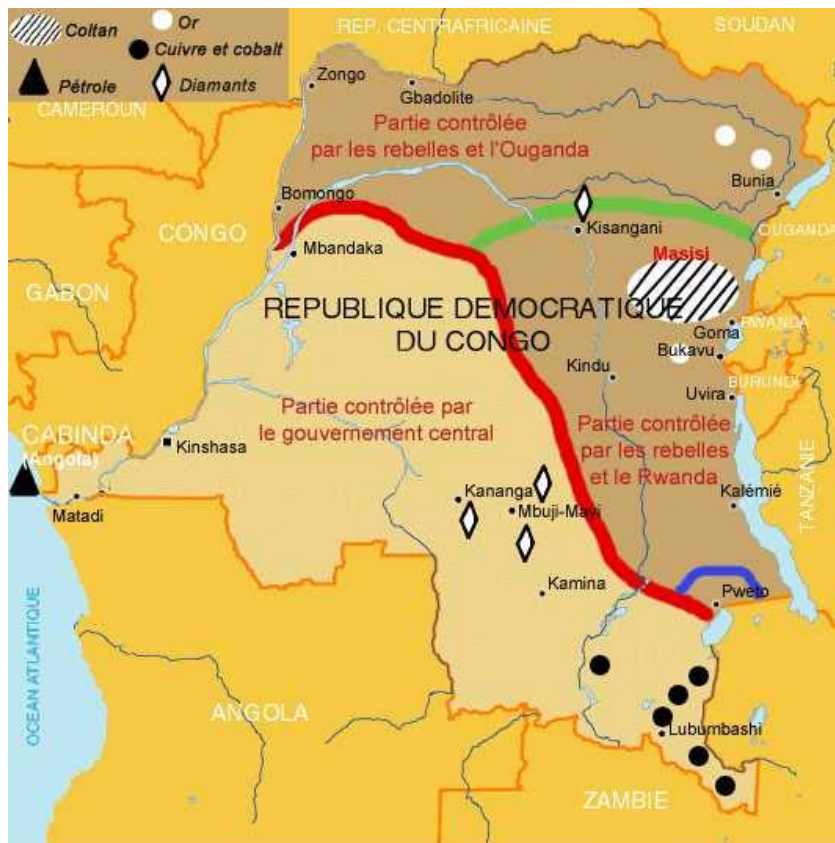 Coltan
Or
Cuivre et cobalt
Pétrole
Diamants
REP. CENTRAFRICAINE
SOUDAN
CAMEROUN
Zongo
Gbadolite
Partie contrôlée
par les rebelles et l'Ouganda
Bunia
Bomongo
CONGO
Mbandaka
Kisangani
OUGANDA
Masisi
GABON
REPUBLIQUE DEMOCRATIQUE
DU CONGO
Goma
RWANDA
Bukavu
Kindu
BURUNDI
Uvira
Partie contrôlée par
le gouvernement central
Partie contrôlée
par les rebelles
et le Rwanda
CABINDA
(Angola)
Kinshasa
Kananga
Mbuji-Mayi
Kalémié
TANZANIE
Matadi
Kamina
Pweto
OCEAN ATLANTIQUE
ANGOLA
Lubumbashi
ZAMBIE